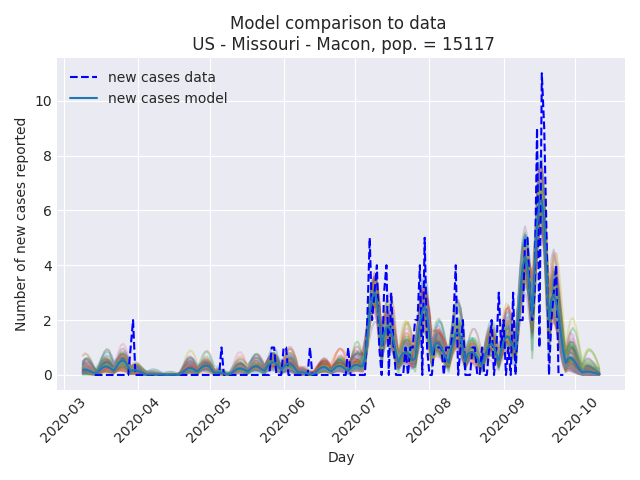 Model comparison to data
US - Missouri - Macon, pop. = 15117
new cases data
new cases model
Number of new cases reported
10
8
6
4
2
0
2020-03
2020-04
2020-05
2020-06
2020-07
2020-08
2020-09
2020-10
Day